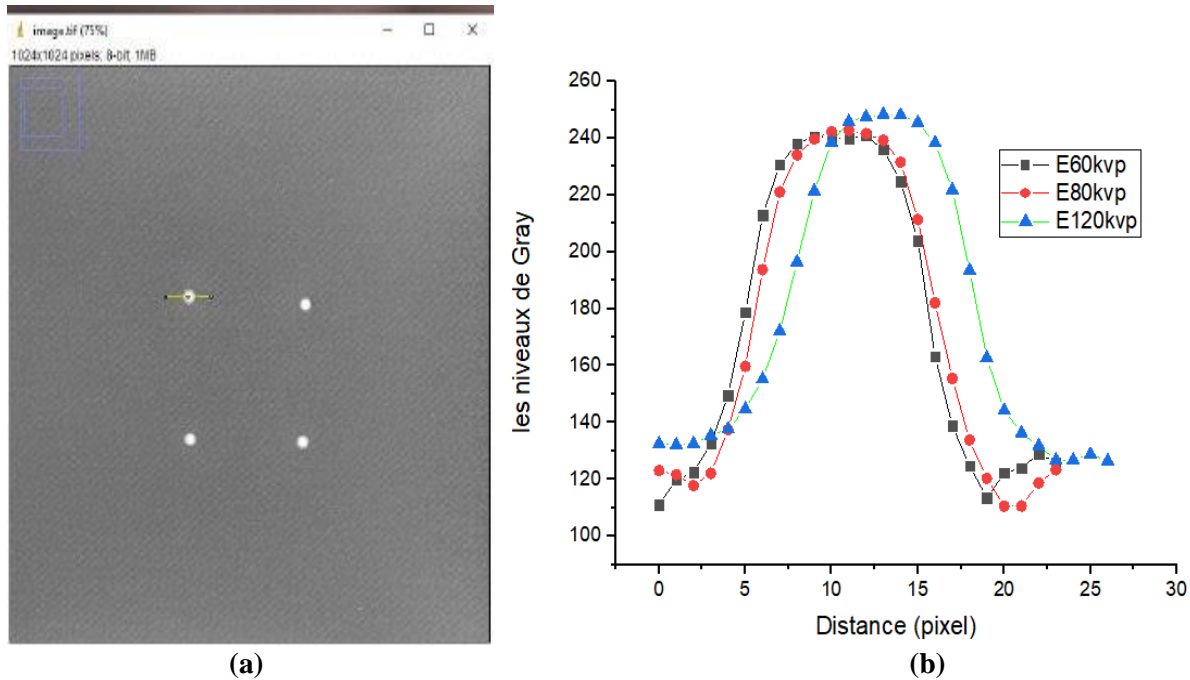 image.tif (75%)
1024x1024 pixels; 8-bit; 1MB
260
240
220
200
180
160
140
120
100
les niveaux de Gray
E60kvp
E80kvp
E120kvp
0
5
10
15
20
25
30
Distance (pixel)
(a)
(b)